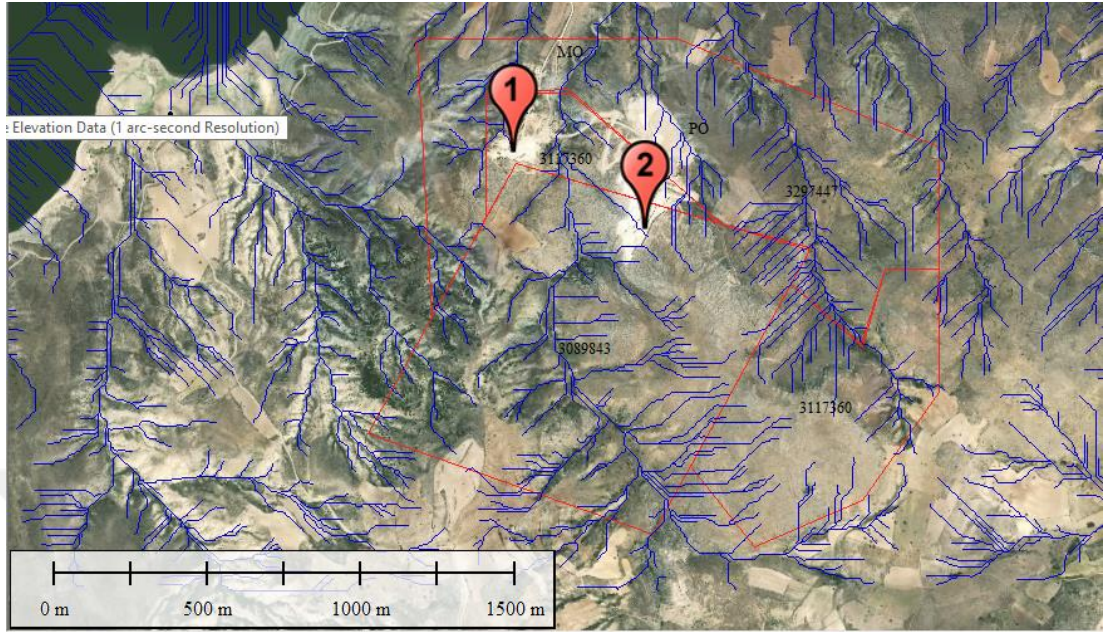 MO
1
e Elevation Data (1 arc-second Resolution)
PO
3117360
2
3297447
3089843
3117360
0 m 500 m 1000 m 1500 m